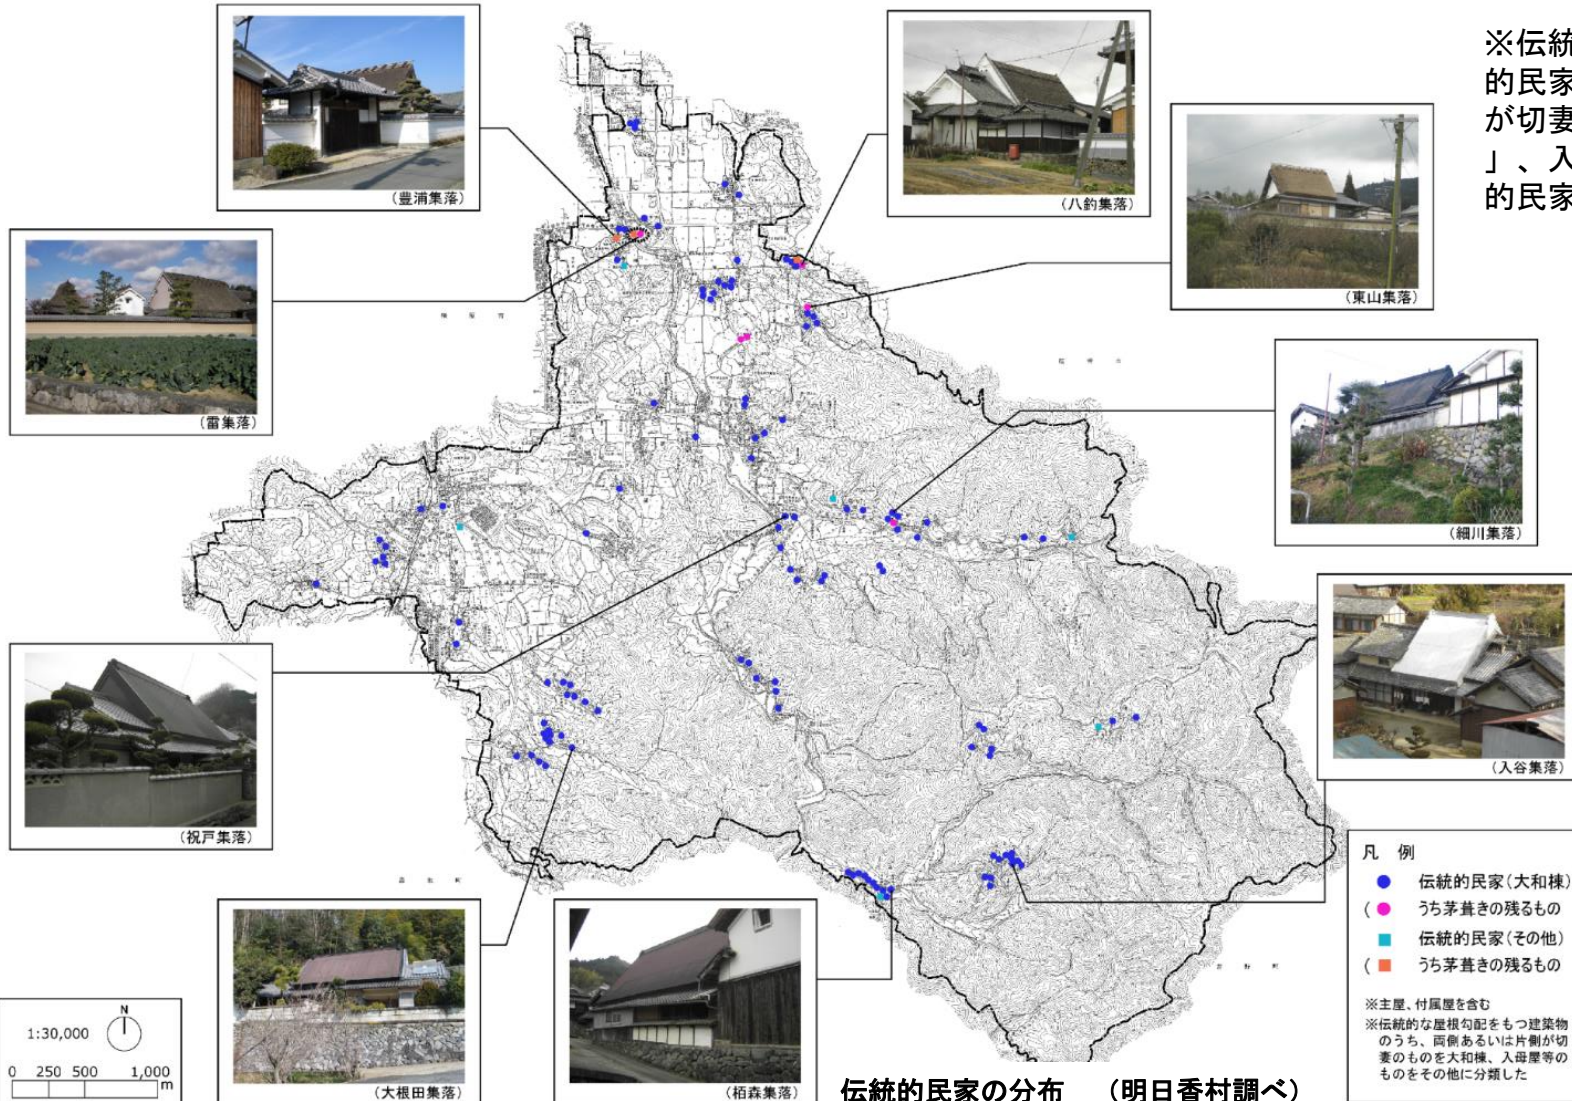 ※伝統
的民家
が切妻
」、入
的民家
(豊浦集落)
(八釣集落)
(東山集落)
(雷集落)
(細川集落)
(入谷集落)
(祝戸集落)
(大根田集落)
(栢森集落)
凡 例
伝統的民家(大和棟)
( うち茅葺きの残るもの
伝統的民家(その他)
( うち茅葺きの残るもの
※主屋、付属屋を含む
※伝統的な屋根勾配をもつ建築物
のうち、両側あるいは片側が切
妻のものを大和棟、入母屋等の
ものをその他に分類した
N
1:30,000
0 250 500 1,000
m
伝統的民家の分布 (明日香村調べ)